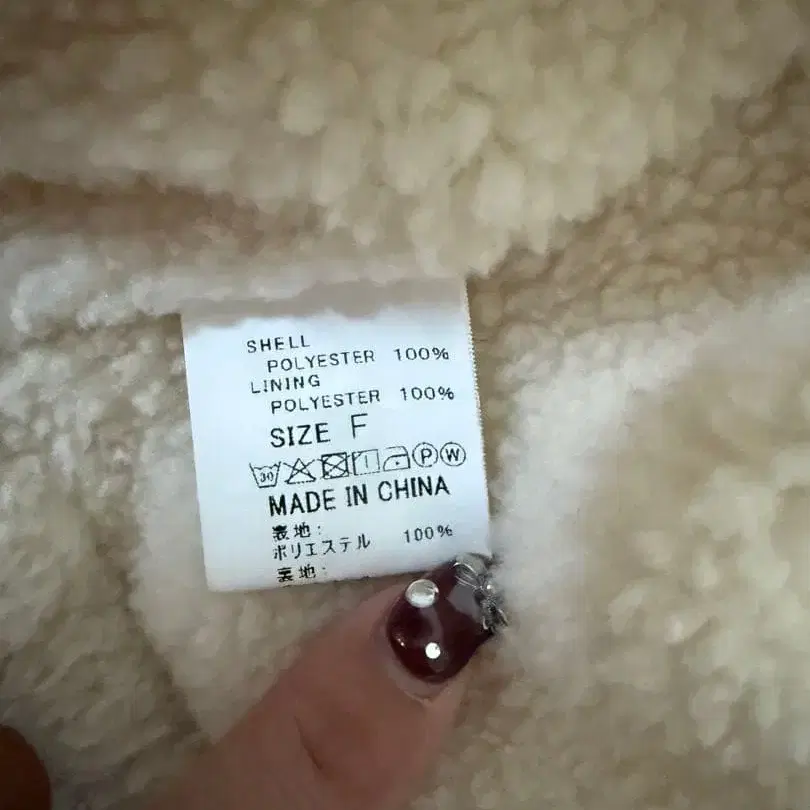 SHELL
POLYESTER 100%
LINING
POLYESTER 100%
SIZE F
30 P W
MADE IN CHINA
表地:
ポリエステル 100%
裏地: